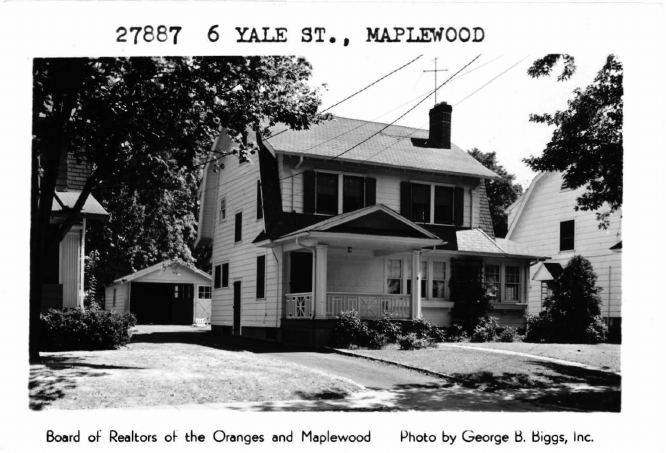 27887 6 YALE ST., MAPLEWOOD
Board of Realtors of the Oranges and Maplewood Photo by George B. Biggs, Inc.